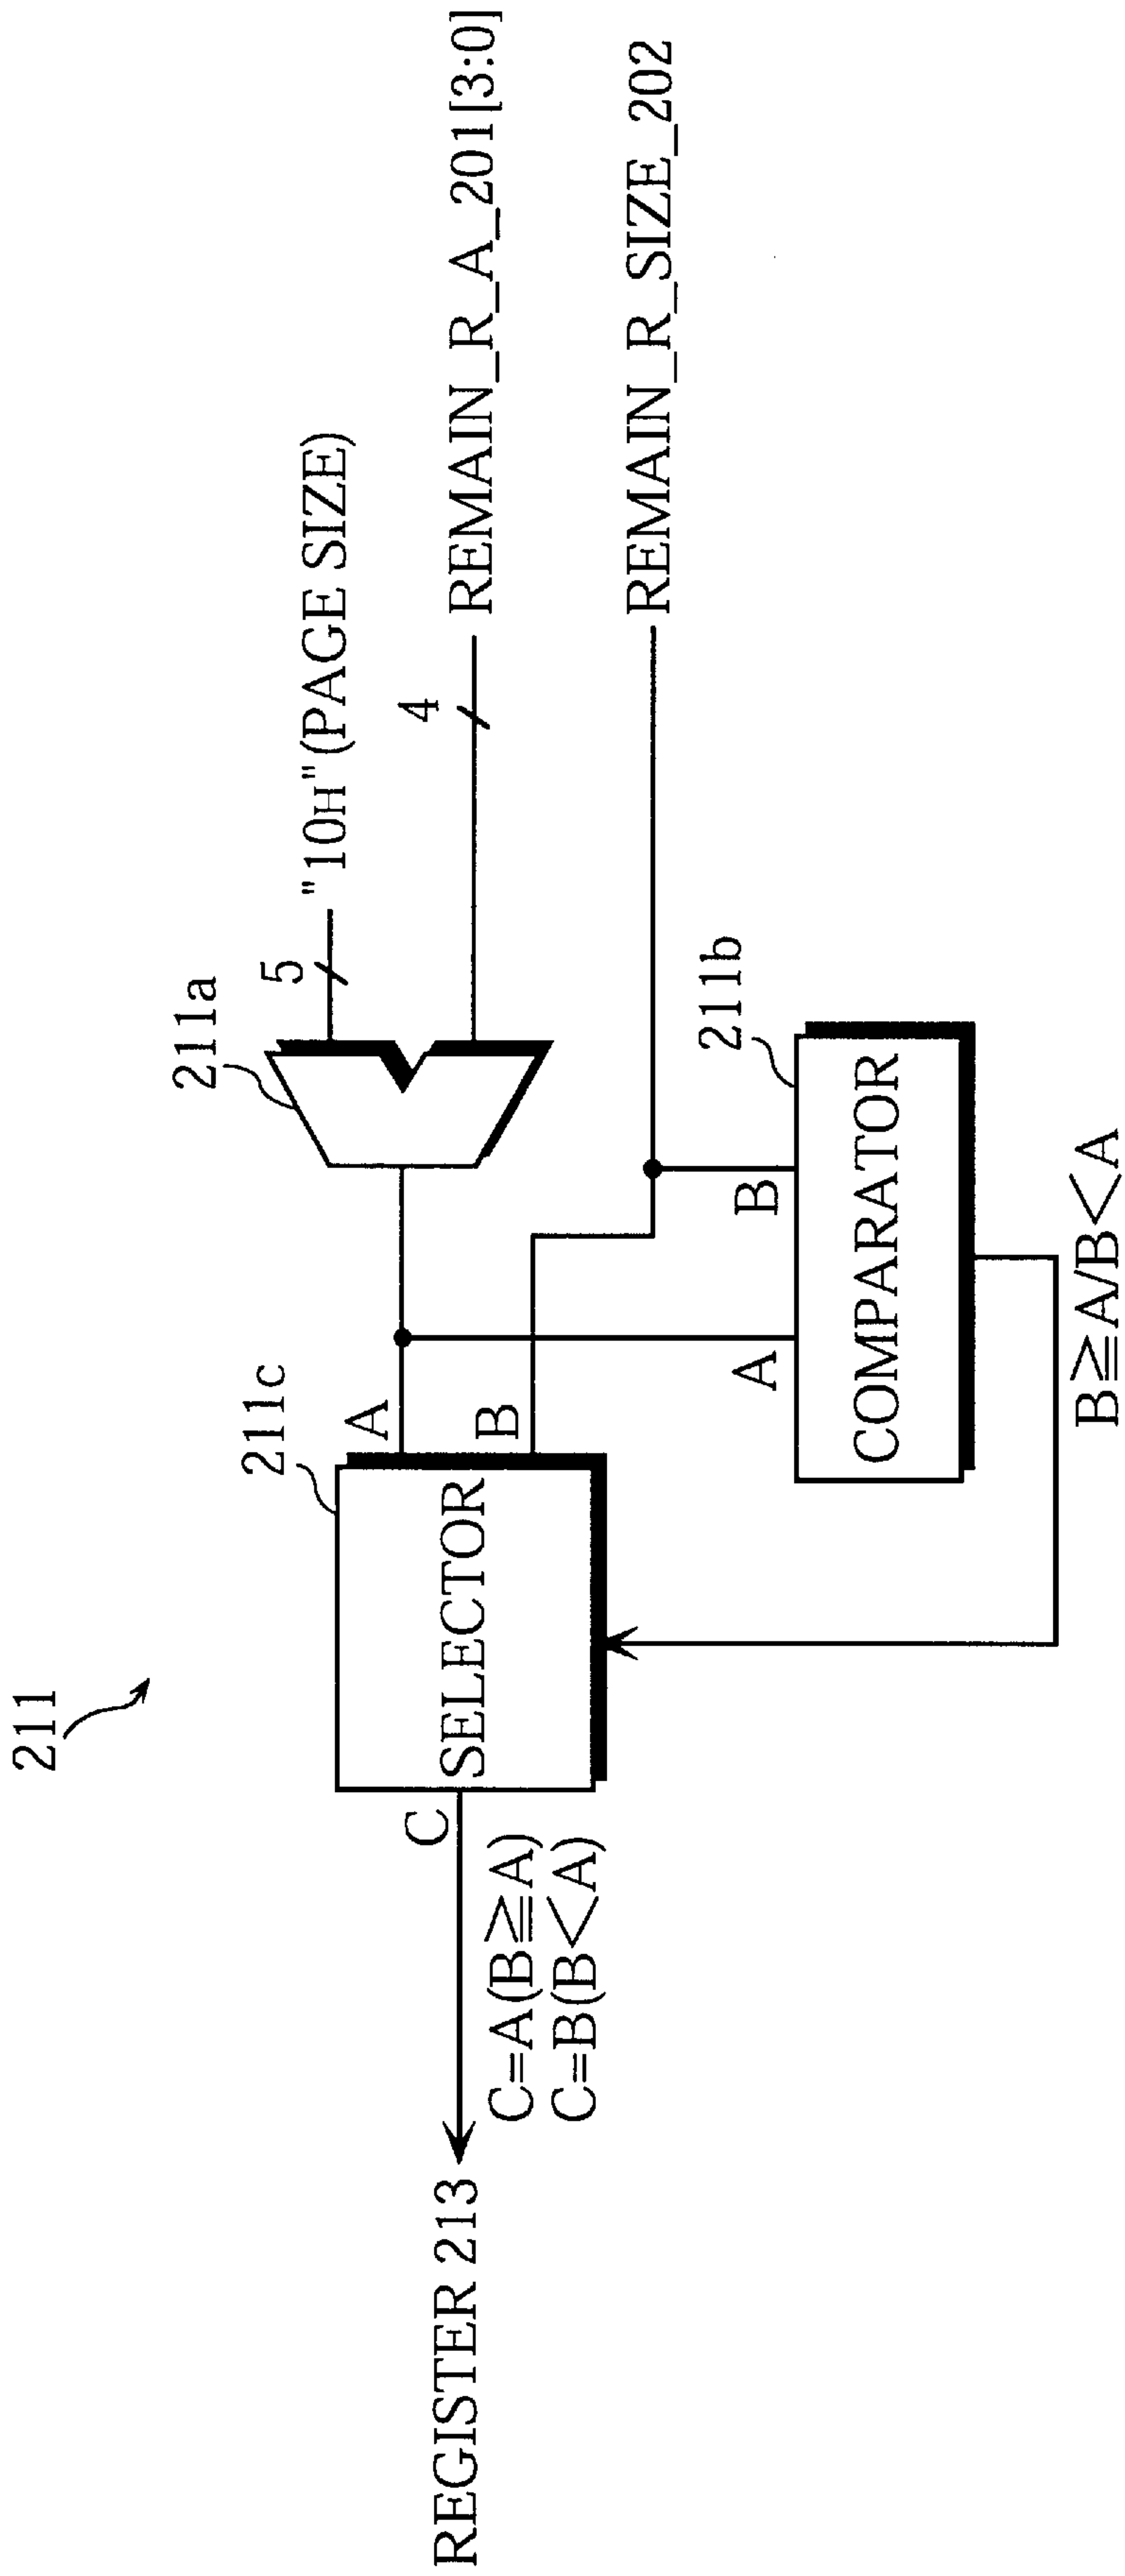 211
"10H"(PAGE SIZE)
5
211a
4
REMAIN_R_A_201[3:0]
REMAIN_R_SIZE_202
211c
A
B
SELECTOR
C
C=A(B≧A)
C=B(B<A)
REGISTER 213
211b
A
B
COMPARATOR
B≧A/B<A